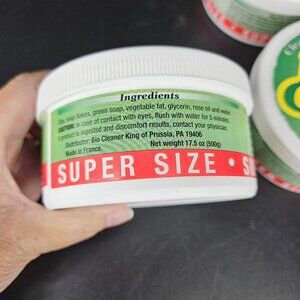 Ingredients
Clay, soap flakes, green soap, vegetable fat, glycerin, rose oil and water.
CAUTION: In case of contact with eyes, flush with water for 5 minutes.
If product is ingested and discomfort results, contact your physician.
Distributor: Bio Cleaner King of Prussia, PA 19406
Made in France.
Net weight 17.5 oz (500g)
SUPER SIZE * S